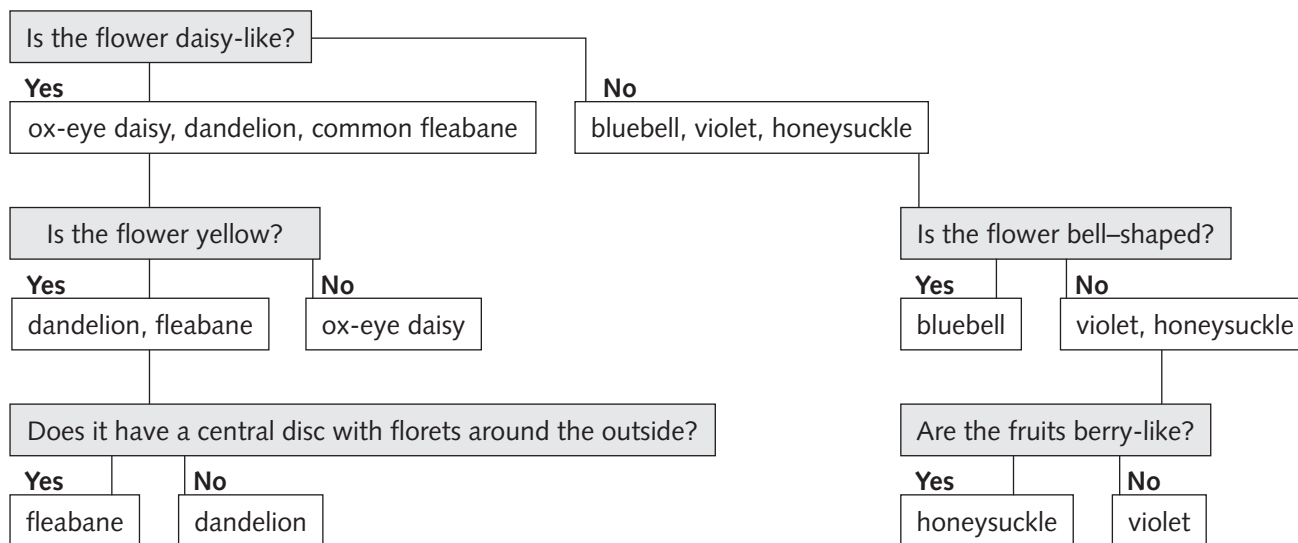 Is the flower daisy-like?
Yes
No
ox-eye daisy, dandelion, common fleabane
bluebell, violet, honeysuckle
Is the flower yellow?
Is the flower bell–shaped?
Yes
No
Yes
No
dandelion, fleabane
ox-eye daisy
bluebell
violet, honeysuckle
Does it have a central disc with florets around the outside?
Are the fruits berry-like?
Yes
No
Yes
No
fleabane
dandelion
honeysuckle
violet